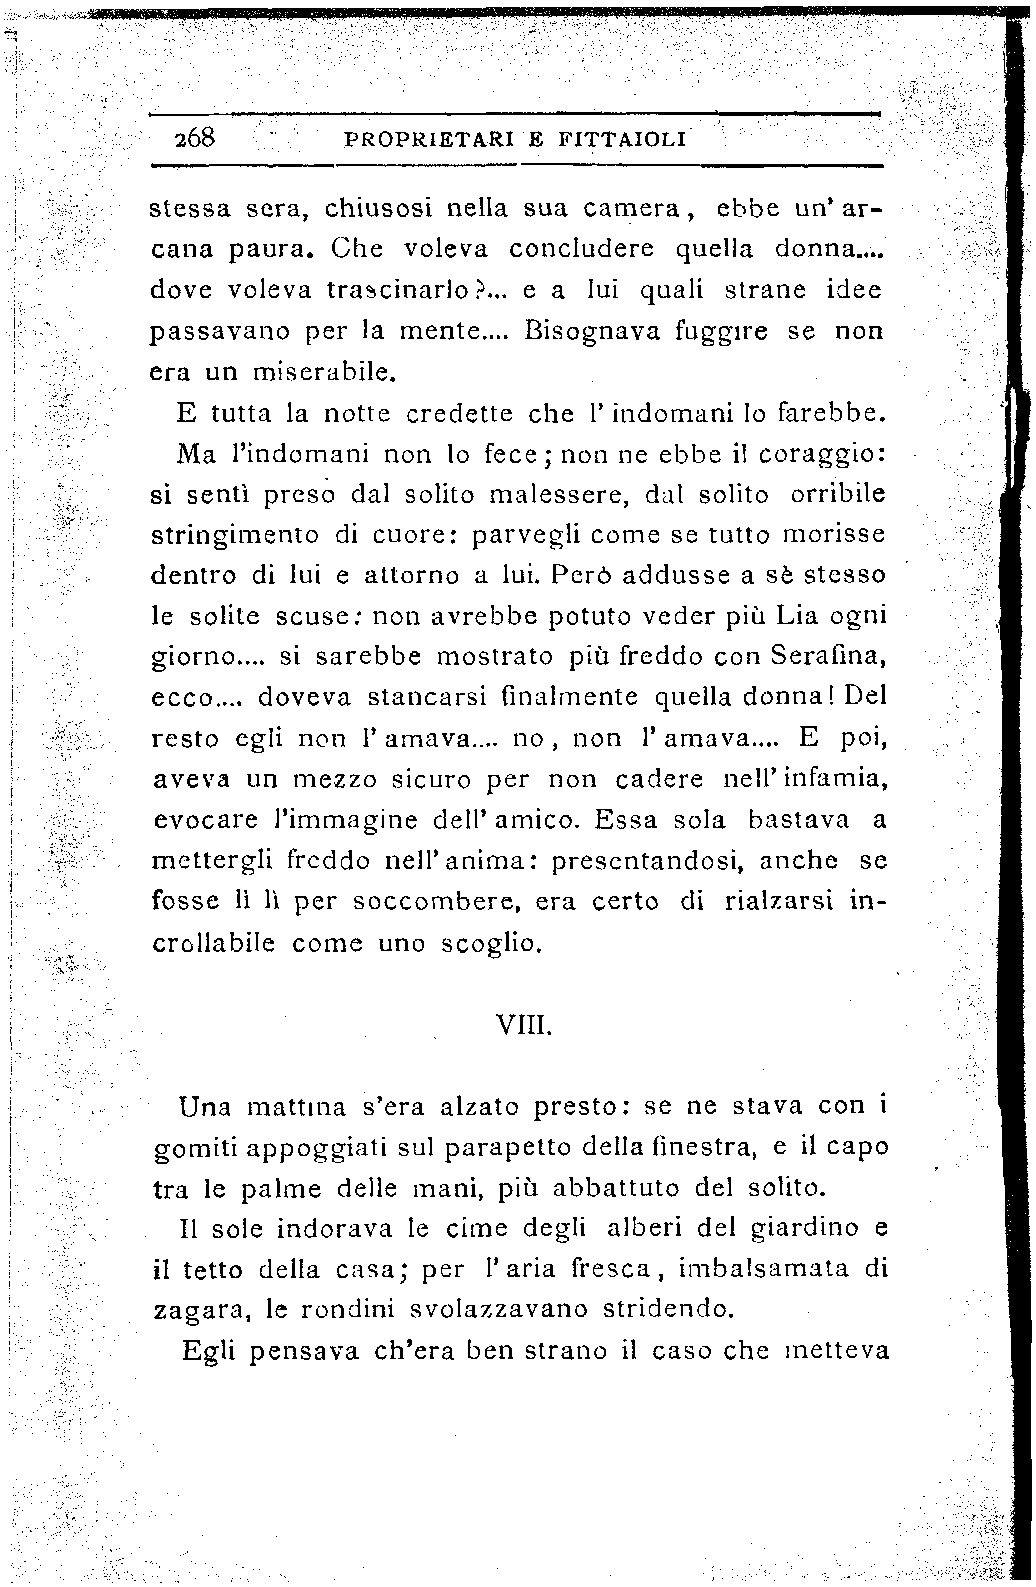 268 PROPRIETARI E FITTAIOLI
stessa sera, chiusosi nella sua camera, ebbe un' ar-
cana paura. Che voleva concludere quella donna....
dove voleva trascinarlo?... e a lui quali strane idee
passavano per la mente.... Bisognava fuggire se non
era un miserabile.
E tutta la notte credette che l' indomani lo farebbe.
Ma l'indomani non lo fece; non ne ebbe il coraggio:
si sentì preso dal solito malessere, dal solito orribile
stringimento di cuore: parvegli come se tutto morisse
dentro di lui e attorno a lui. Però addusse a sè stesso
le solite scuse: non avrebbe potuto veder più Lia ogni
giorno.... si sarebbe mostrato più freddo con Serafina,
ecco.... doveva stancarsi finalmente quella donna! Del
resto egli non l' amava.... no, non l' amava.... E poi,
aveva un mezzo sicuro per non cadere nell' infamia,
evocare l'immagine dell' amico. Essa sola bastava a
mettergli freddo nell' anima: presentandosi, anche se
fosse lì lì per soccombere, era certo di rialzarsi in-
crollabile come uno scoglio.
VIII.
Una mattina s'era alzato presto: se ne stava con i
gomiti appoggiati sul parapetto della finestra, e il capo
tra le palme delle mani, più abbattuto del solito.
Il sole indorava le cime degli alberi del giardino e
il tetto della casa; per l' aria fresca, imbalsamata di
zagara, le rondini svolazzavano stridendo.
Egli pensava ch'era ben strano il caso che metteva